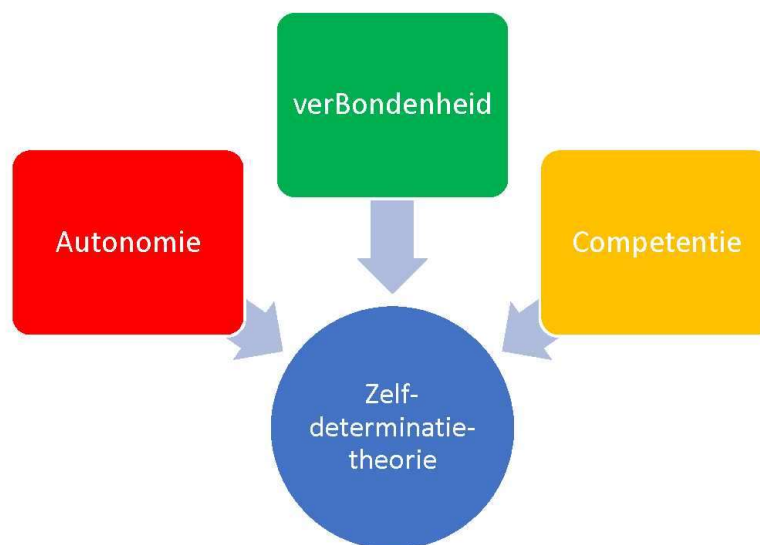 verBondenheid
Autonomie
Competentie
Zelf-
determinatie-
theorie